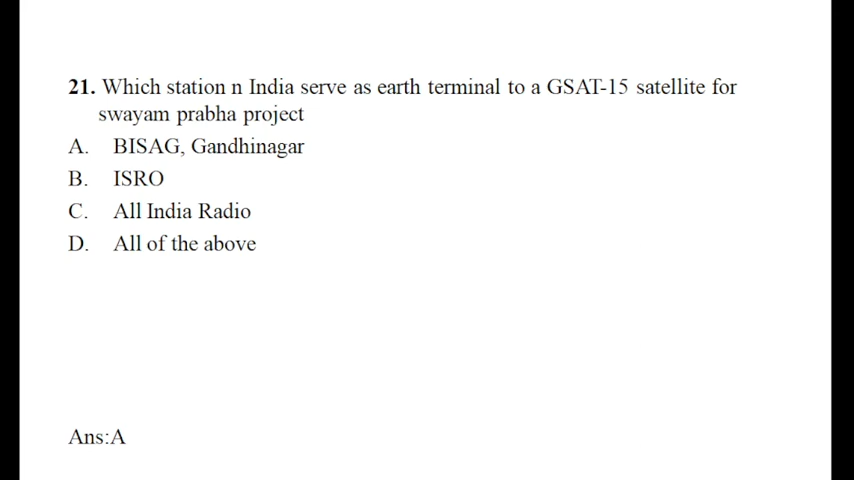 21. Which station n India serve as earth terminal to a GSAT-15 satellite for
swayam prabha project
A. BISAG, Gandhinagar
B. ISRO
C. All India Radio
D. All of the above
Ans:A